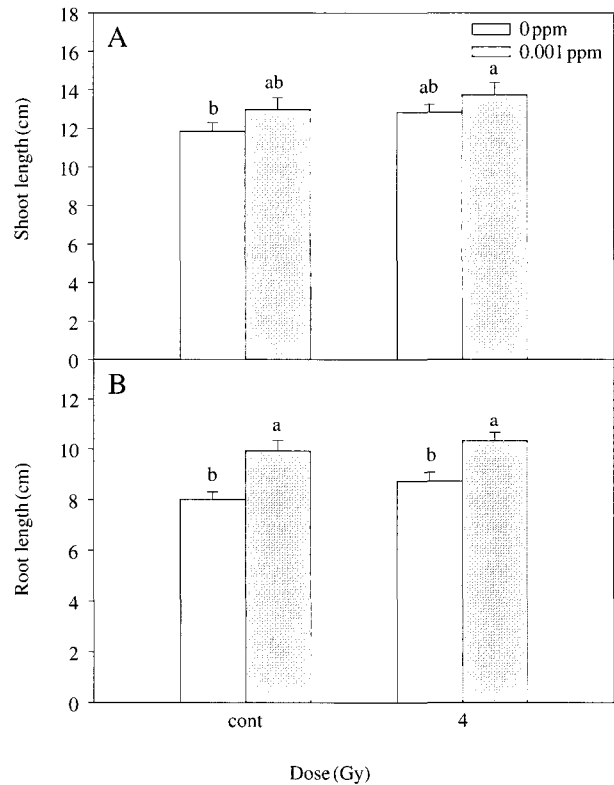 18
A
0 ppm
0.001 ppm
16
14
12
10
8
6
4
2
0
Shoot length (cm)
b
ab
ab
a
B
12
10
8
6
4
2
0
Root length (cm)
b
a
b
a
cont
4
Dose (Gy)